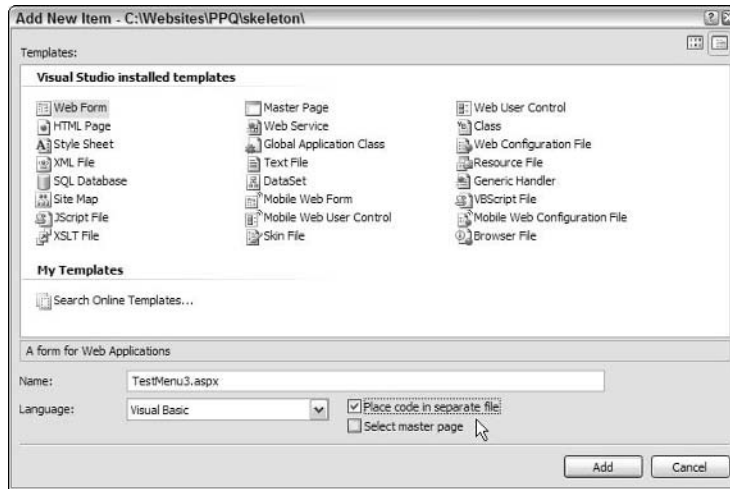 Add New Item - C:\Websites\PPQ\skeleton\
Templates:
Visual Studio installed templates
Web Form
Master Page
Web User Control
HTML Page
Web Service
Class
Style Sheet
Global Application Class
Web Configuration File
XML File
Text File
Resource File
SQL Database
DataSet
Generic Handler
Site Map
Mobile Web Form
VBScript File
JScript File
Mobile Web User Control
Mobile Web Configuration File
XSLT File
Skin File
Browser File
My Templates
Search Online Templates...
A form for Web Applications
Name:
TestMenu3.aspx
Language:
Visual Basic
Place code in separate file
Select master page
Add
Cancel